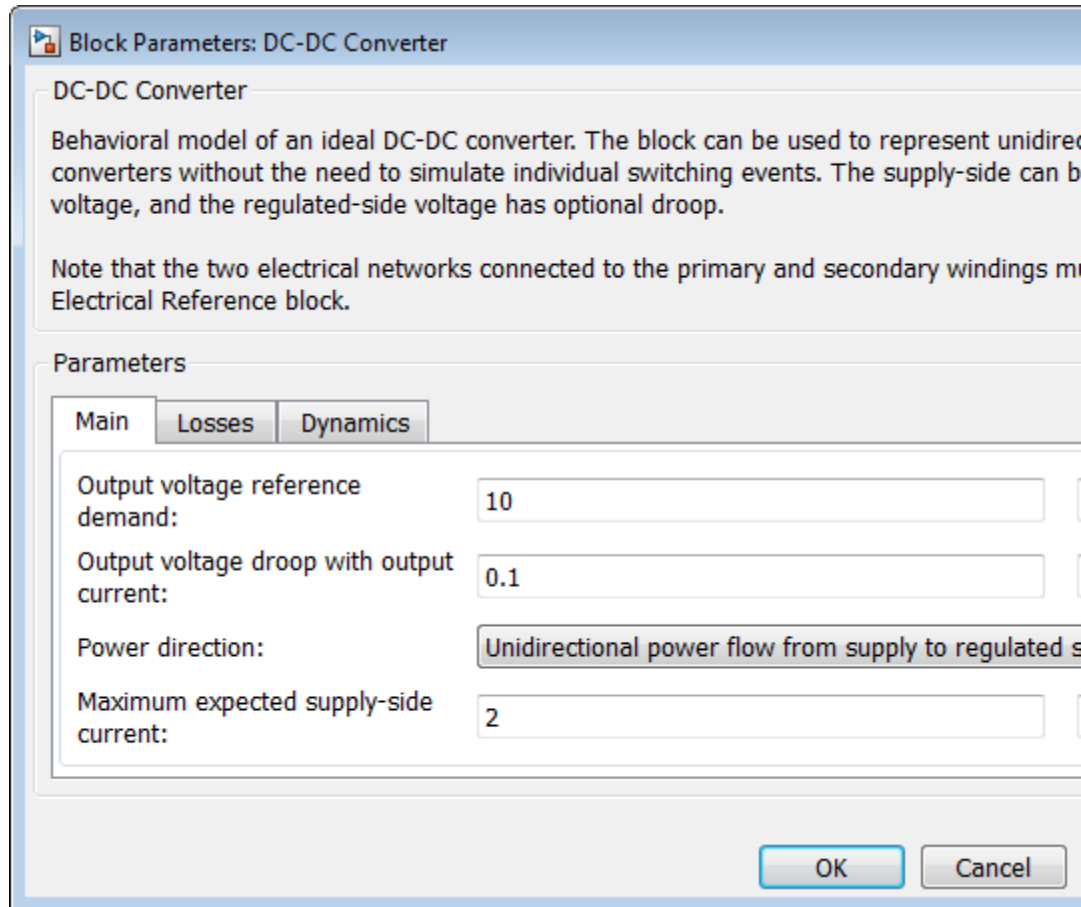 Block Parameters: DC-DC Converter
DC-DC Converter
Behavioral model of an ideal DC-DC converter. The block can be used to represent
converters without the need to simulate individual switching events. The supply-side can
voltage, and the regulated-side voltage has optional droop.
Note that the two electrical networks connected to the primary and secondary windings
Electrical Reference block.
Parameters
Main Losses Dynamics
Output voltage reference
demand:
10
Output voltage droop with output
current:
0.1
Power direction:
Unidirectional power flow from supply to regulated
Maximum expected supply-side
current:
2
OK Cancel